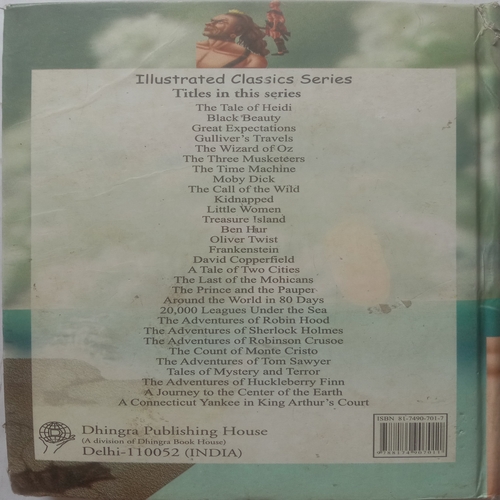 Illustrated Classics Series
Titles in this series
The Tale of Heidi
Black Beauty
Great Expectations
Gulliver's Travels
The Wizard of Oz
The Three Musketeers
The Time Machine
Moby Dick
The Call of the Wild
Kidnapped
Little Women
Treasure Island
Ben Hur
Oliver Twist
Frankenstein
David Copperfield
A Tale of Two Cities
The Last of the Mohicans
The Prince and the Pauper
Around the World in 80 Days
20,000 Leagues Under the Sea
The Adventures of Robin Hood
The Adventures of Sherlock Holmes
The Adventures of Robinson Crusoe
The Count of Monte Cristo
The Adventures of Tom Sawyer
Tales of Mystery and Terror
The Adventures of Huckleberry Finn
A Journey to the Center of the Earth
A Connecticut Yankee in King Arthur's Court
Dhingra Publishing House
(A division of Dhingra Book House)
Delhi-110052 (INDIA)
ISBN 81-7490-701-7